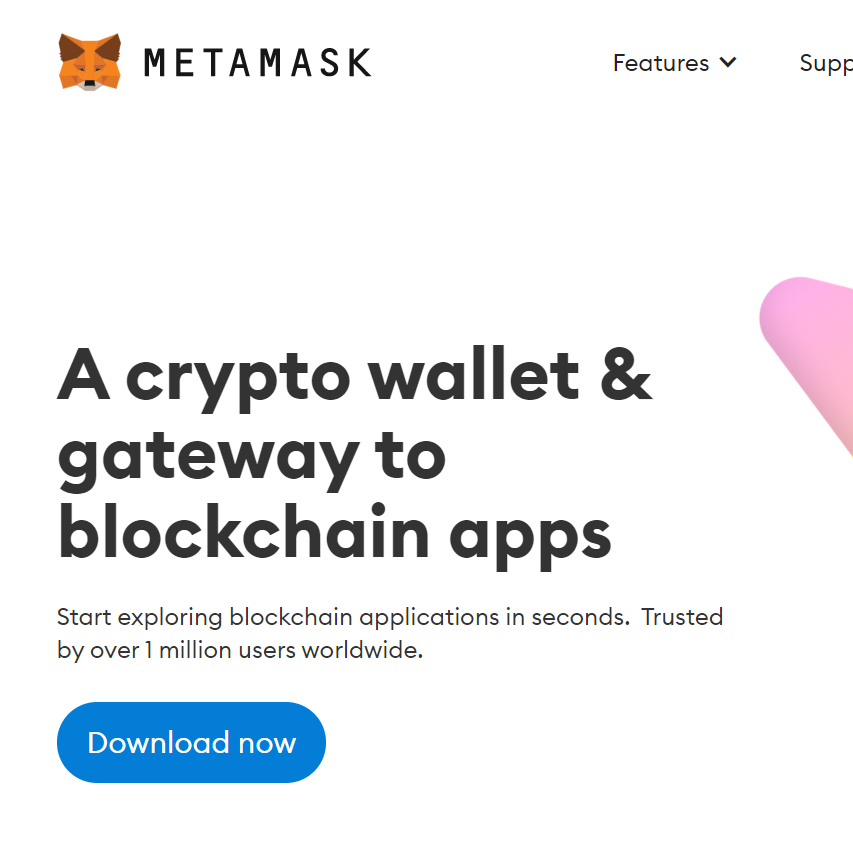 METAMASK
Features
Supp
A crypto wallet &
gateway to
blockchain apps
Start exploring blockchain applications in seconds.  Trusted
by over 1 million users worldwide.
Download now